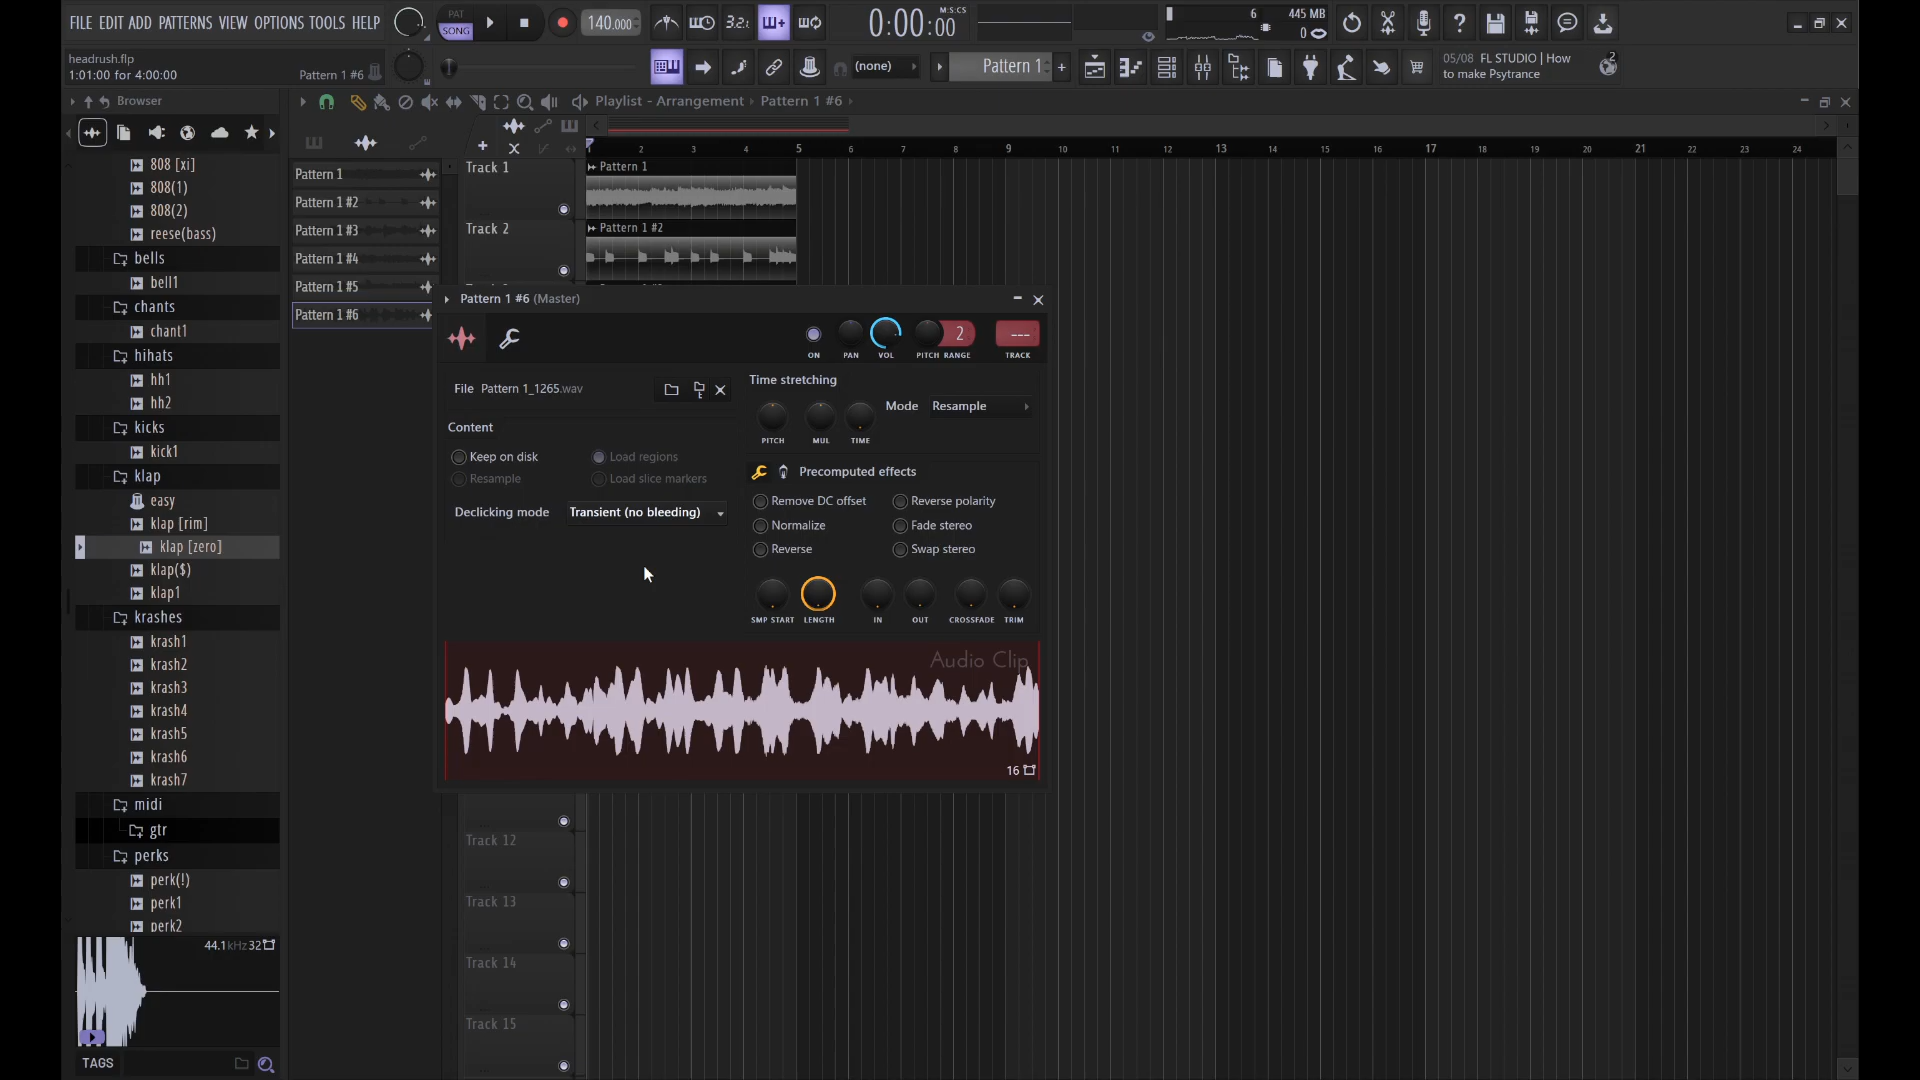 FILE EDIT ADD PATTERNS VIEW OPTIONS TOOLS HELP
PAT
SONG
140.000
3.2.
0:00:00
M:S:CS
6
445 MB
0
headrush.flp
1:01:00 for 4:00:00
Pattern 1 #6
(none)
Pattern 1
05/08 FL STUDIO | How
to make Psytrance
2
Browser
Playlist - Arrangement › Pattern 1 #6 ›
808 [xi]
808(1)
808(2)
reese(bass)
bells
bell1
chants
chant1
hihats
hh1
hh2
kicks
kick1
klap
easy
klap [rim]
klap [zero]
klap($)
klap1
krashes
krash1
krash2
krash3
krash4
krash5
krash6
krash7
midi
gtr
perks
perk(!)
perk1
perk2
44.1kHz 32
TAGS
Pattern 1
Pattern 1 #2
Pattern 1 #3
Pattern 1 #4
Pattern 1 #5
Pattern 1 #6
2 3 4 5 6 7 8 9 10 11 12 13 14 15 16 17 18 19 20 21 22 23 24
Track 1
Pattern 1
Track 2
Pattern 1 #2
Pattern 1 #6 (Master)
2
---
ON PAN VOL PITCH RANGE TRACK
File Pattern 1_1265.wav
Time stretching
Mode Resample
PITCH MUL TIME
Content
Keep on disk
Load regions
Resample
Load slice markers
Declicking mode Transient (no bleeding)
Precomputed effects
Remove DC offset
Reverse polarity
Normalize
Fade stereo
Reverse
Swap stereo
SMP START LENGTH IN OUT CROSSFADE TRIM
Audio Clip
16
Track 12
Track 13
Track 14
Track 15